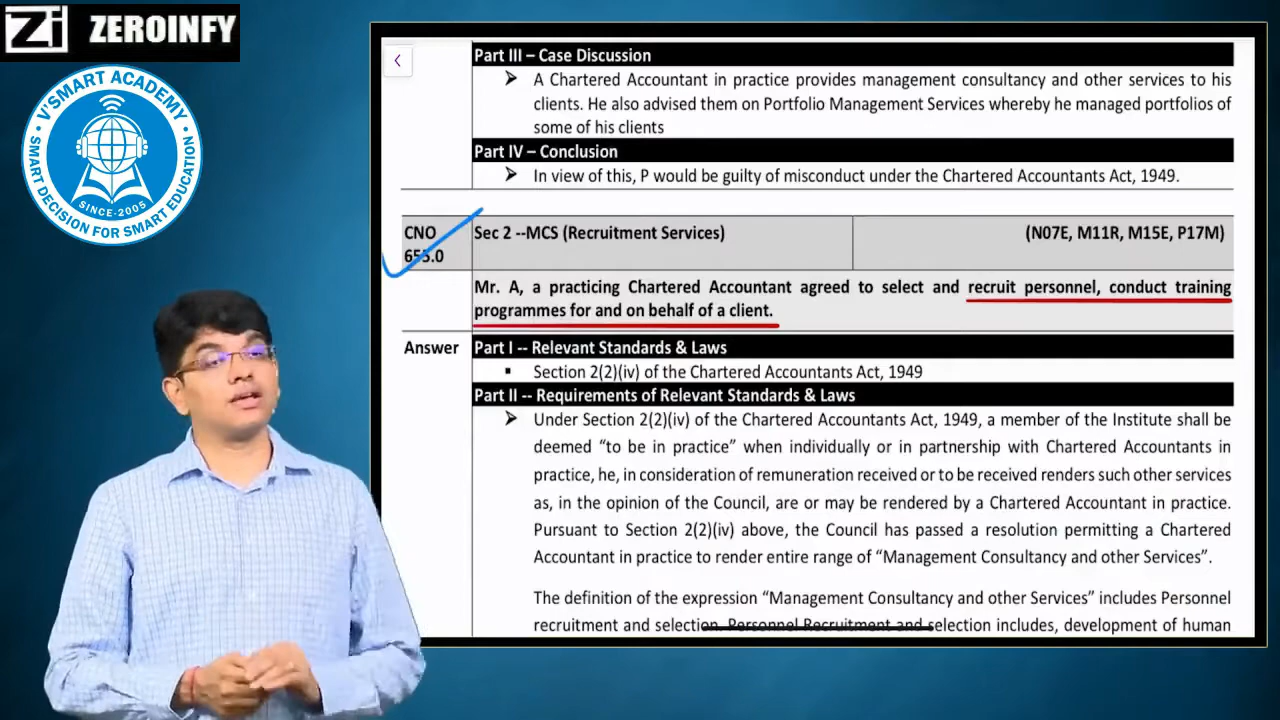 Zi ZEROINFY
V'SMART ACADEMY
SMART DECISION FOR SMART EDUCATION
SINCE-2005
Part III – Case Discussion
➤ A Chartered Accountant in practice provides management consultancy and other services to his
clients. He also advised them on Portfolio Management Services whereby he managed portfolios of
some of his clients
Part IV – Conclusion
➤ In view of this, P would be guilty of misconduct under the Chartered Accountants Act, 1949.
CNO Sec 2 --MCS (Recruitment Services) (N07E, M11R, M15E, P17M)
655.0
Mr. A, a practicing Chartered Accountant agreed to select and recruit personnel, conduct training
programmes for and on behalf of a client.
Answer Part I -- Relevant Standards & Laws
▪ Section 2(2)(iv) of the Chartered Accountants Act, 1949
Part II -- Requirements of Relevant Standards & Laws
➤ Under Section 2(2)(iv) of the Chartered Accountants Act, 1949, a member of the Institute shall be
deemed “to be in practice” when individually or in partnership with Chartered Accountants in
practice, he, in consideration of remuneration received or to be received renders such other services
as, in the opinion of the Council, are or may be rendered by a Chartered Accountant in practice.
Pursuant to Section 2(2)(iv) above, the Council has passed a resolution permitting a Chartered
Accountant in practice to render entire range of “Management Consultancy and other Services”.
The definition of the expression “Management Consultancy and other Services” includes Personnel
recruitment and selection. Personnel Recruitment and selection includes, development of human